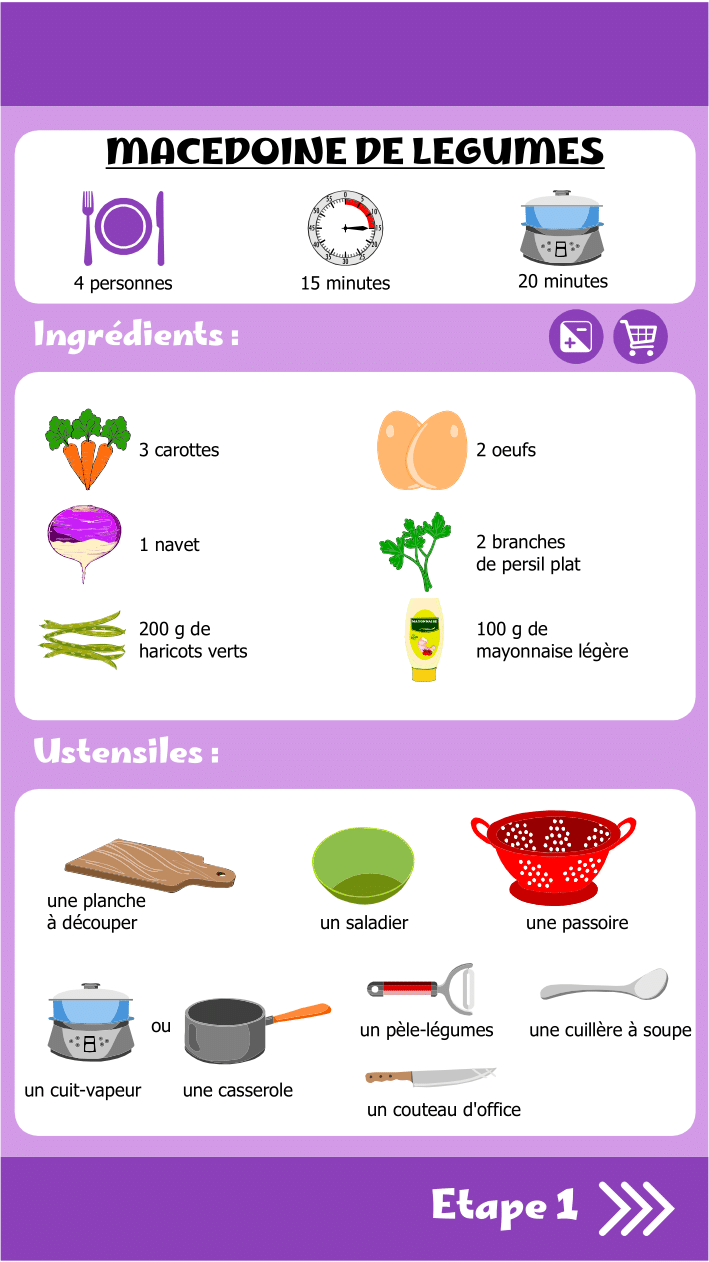 MACEDOINE DE LEGUMES
4 personnes
15 minutes
20 minutes
Ingrédients :
3 carottes
2 oeufs
1 navet
2 branches
de persil plat
200 g de
haricots verts
MAYONNAISE
100 g de
mayonnaise légère
Ustensiles :
une planche
à découper
un saladier
une passoire
un cuit-vapeur
ou
une casserole
un pèle-légumes
une cuillère à soupe
un couteau d'office
Etape 1